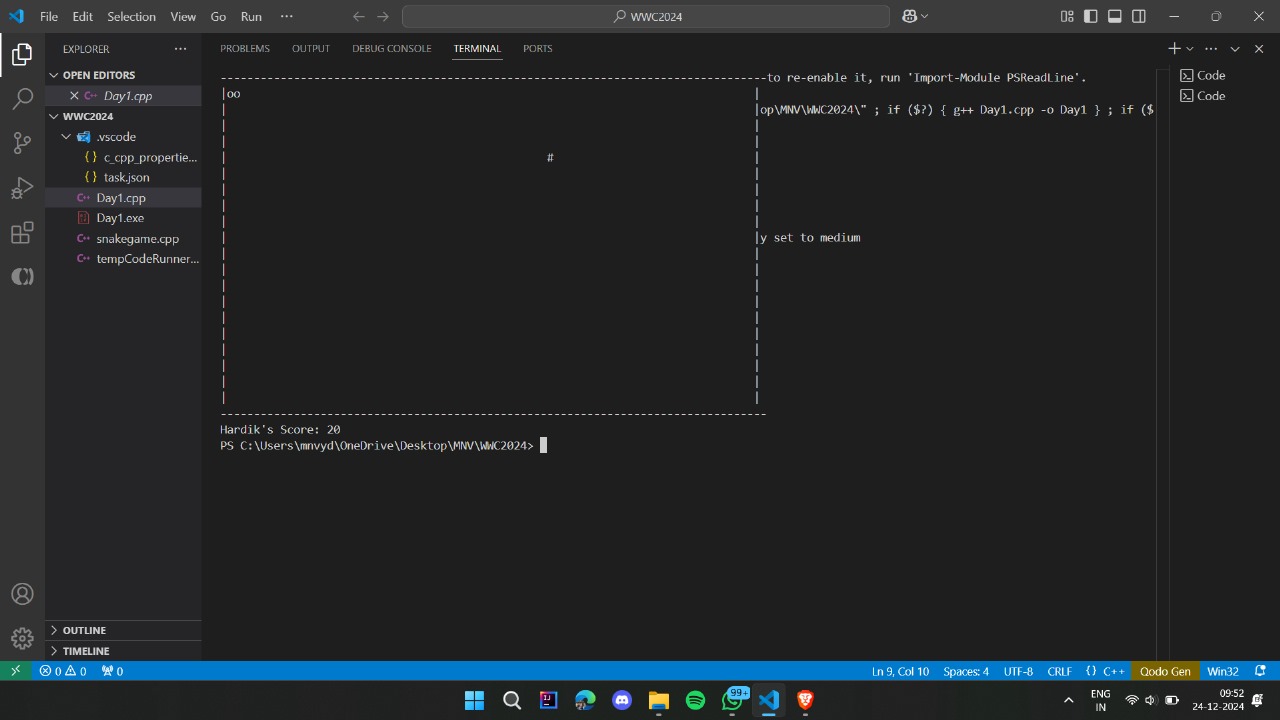 File Edit Selection View Go Run ··· WWC2024
EXPLORER ···
OPEN EDITORS
Day1.cpp
WWC2024
.vscode
c_cpp_propertie...
task.json
Day1.cpp
Day1.exe
snakegame.cpp
tempCodeRunner...
OUTLINE
TIMELINE
PROBLEMS OUTPUT DEBUG CONSOLE TERMINAL PORTS
----------------------------------------------------------------------------------to re-enable it, run 'Import-Module PSReadLine'.
|oo |
| |op\MNV\WWC2024\" ; if ($?) { g++ Day1.cpp -o Day1 } ; if ($
| |
| # |
| |
| |
| |
| |
| |y set to medium
| |
| |
| |
| |
| |
| |
| |
| |
| |
| |
----------------------------------------------------------------------------------
Hardik's Score: 20
PS C:\Users\mnvyd\OneDrive\Desktop\MNV\WWC2024>
Code
Code
0 0 0 Ln 9, Col 10 Spaces: 4 UTF-8 CRLF {} C++ Qodo Gen Win32
99+
ENG
IN
09:52
24-12-2024